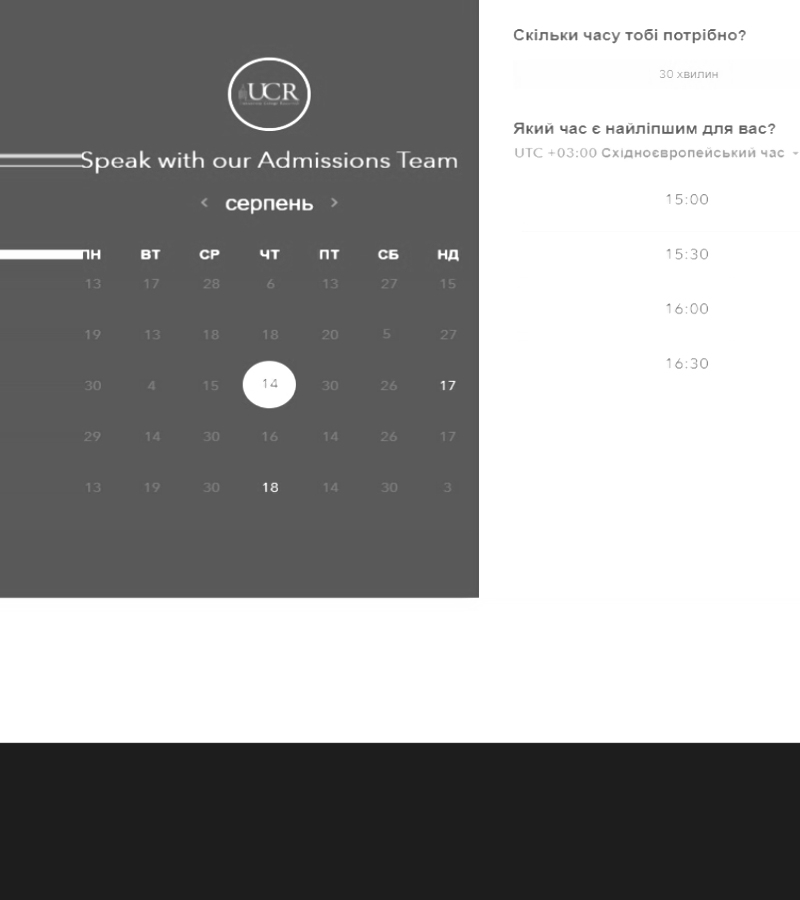 UCR
Speak with our Admissions Team
‹ серпень ›
ПН ВТ СР ЧТ ПТ СБ НД
13 17 28 6 13 27 15
19 13 18 18 20 5 27
30 4 15 14 30 26 17
29 14 30 16 14 26 17
13 19 30 18 14 30 3
Скільки часу тобі потрібно?
30 хвилин
Який час є найліпшим для вас?
UTC +03:00 Східноєвропейський час
15:00
15:30
16:00
16:30